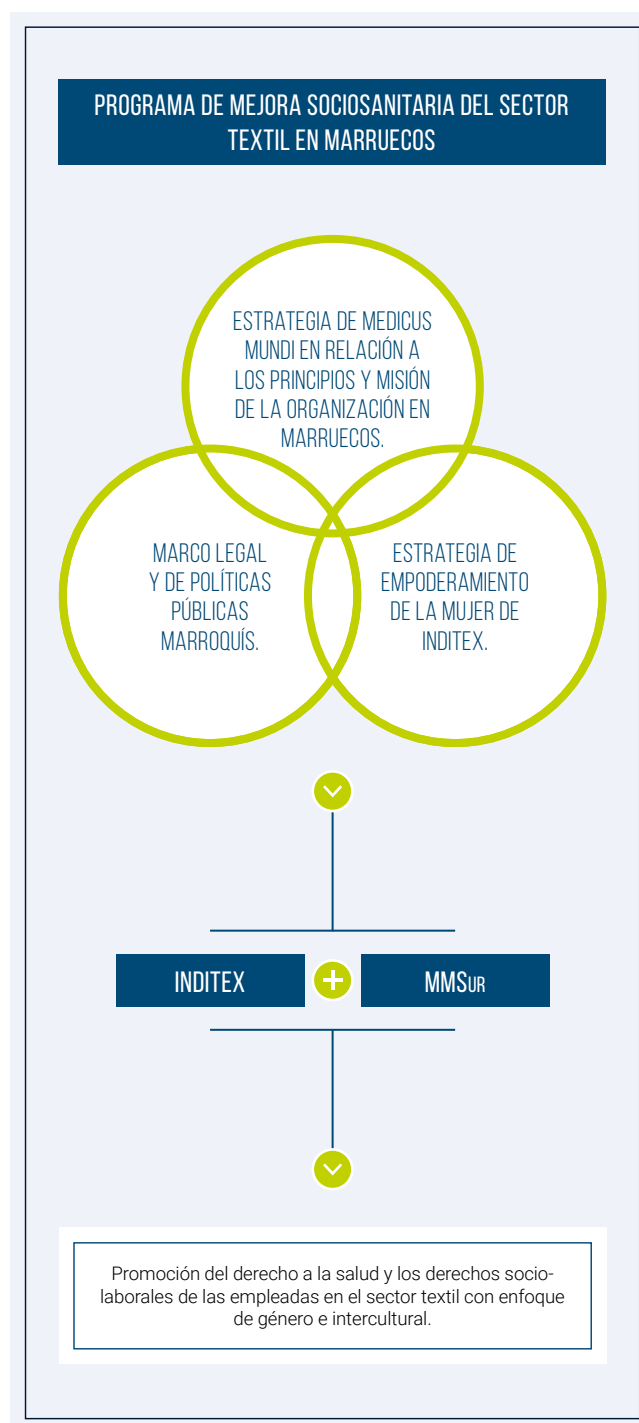 PROGRAMA DE MEJORA SOCIOSANITARIA DEL SECTOR
TEXTIL EN MARRUECOS
ESTRATEGIA DE MEDICUS
MUNDI EN RELACIÓN A
LOS PRINCIPIOS Y MISIÓN
DE LA ORGANIZACIÓN EN
MARRUECOS.
MARCO LEGAL
Y DE POLÍTICAS
PÚBLICAS
MARROQUÍS.
ESTRATEGIA DE
EMPODERAMIENTO
DE LA MUJER DE
INDITEX.
INDITEX
+
MMSUR
Promoción del derecho a la salud y los derechos socio-
laborales de las empleadas en el sector textil con enfoque
de género e intercultural.